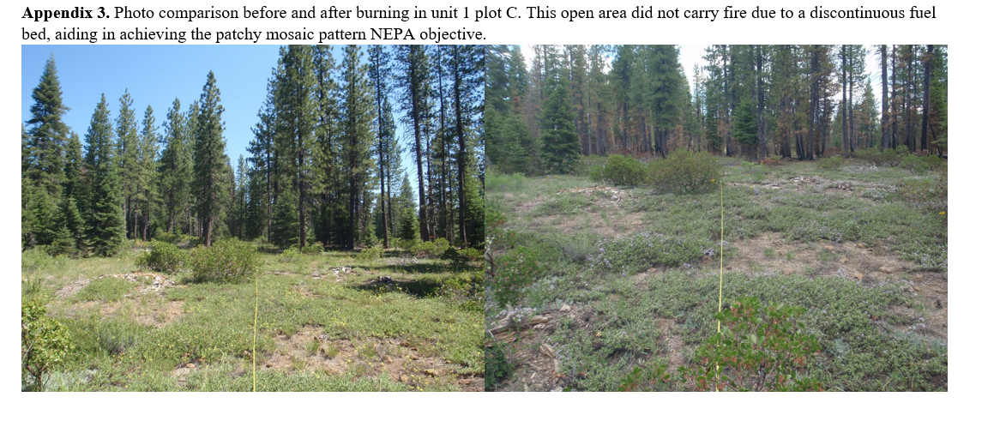 Appendix 3. Photo comparison before and after burning in unit 1 plot C. This open area did not carry fire due to a discontinuous fuel
bed, aiding in achieving the patchy mosaic pattern NEPA objective.